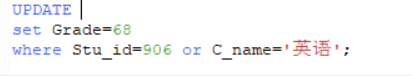 UPDATE
set Grade=68
where Stu_id=906 or C_name='英语';